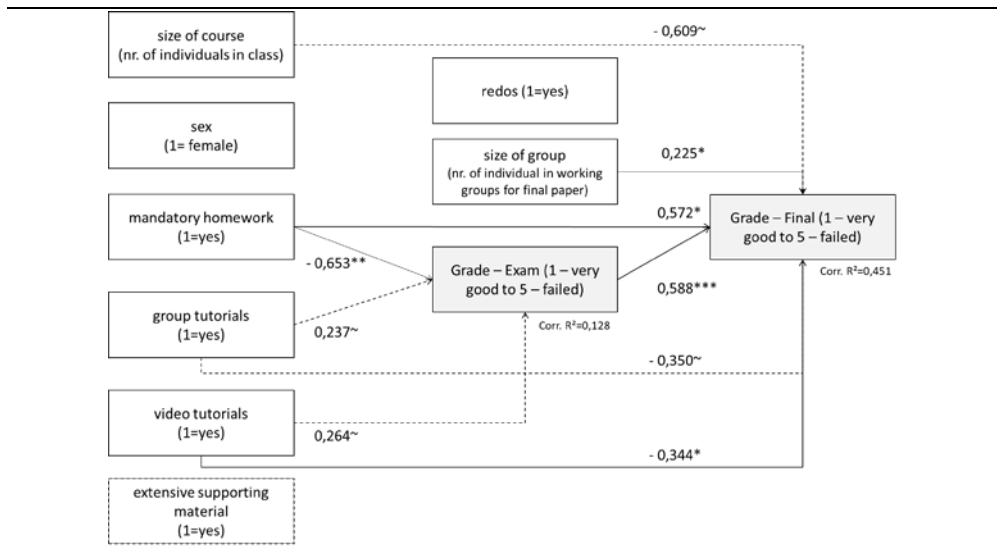 size of course
(nr. of individuals in class)
- 0,609~
redos (1=yes)
sex
(1= female)
size of group
(nr. of individual in working
groups for final paper)
0,225*
mandatory homework
(1=yes)
0,572*
Grade – Final (1 – very
good to 5 – failed)
- 0,653**
Grade – Exam (1 – very
good to 5 – failed)
Corr. R²=0,451
0,588***
group tutorials
(1=yes)
0,237~
Corr. R²=0,128
- 0,350~
video tutorials
(1=yes)
0,264~
- 0,344*
extensive supporting
material
(1=yes)